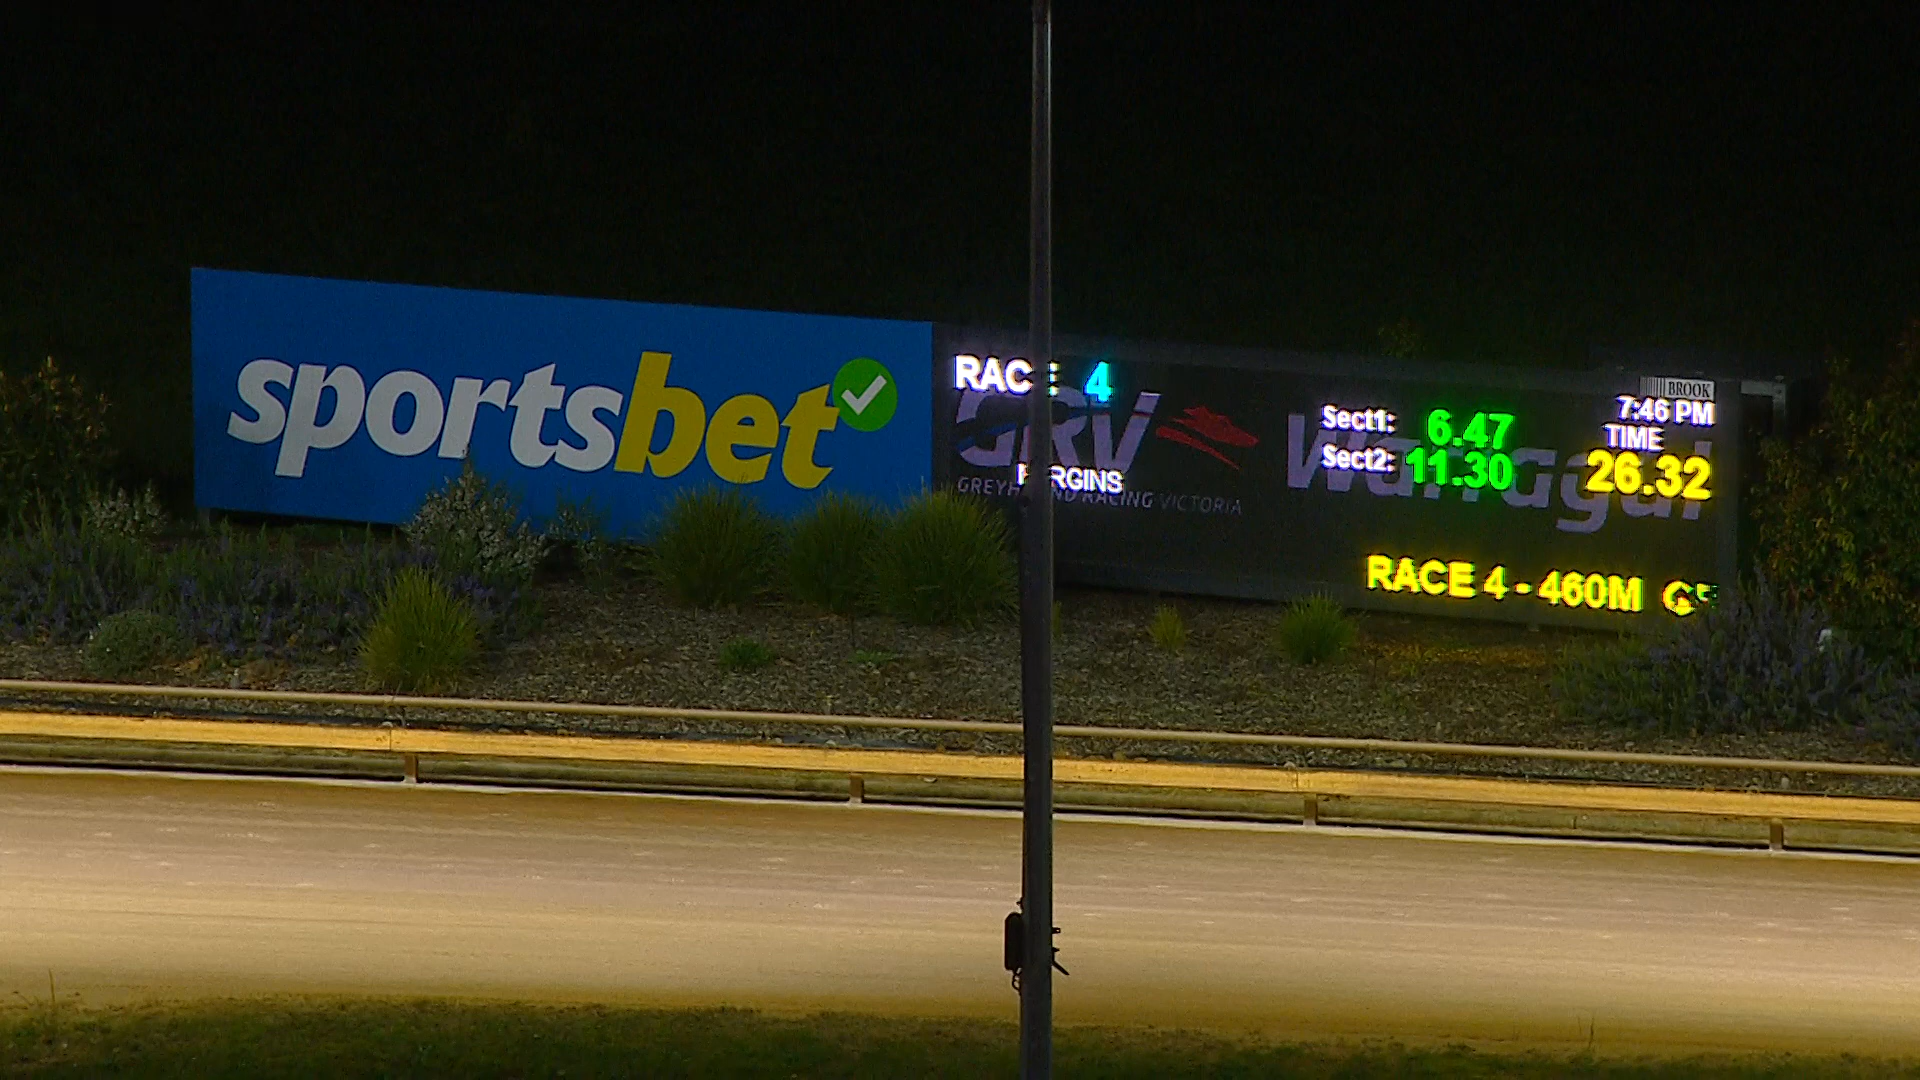 sportsbet
RACE 4
BROOK
7:46 PM
Sect1: 6.47
TIME
Sect2: 11.30
26.32
GRV
Warragul
GREYHOUND RACING VICTORIA
RACE 4 - 460M